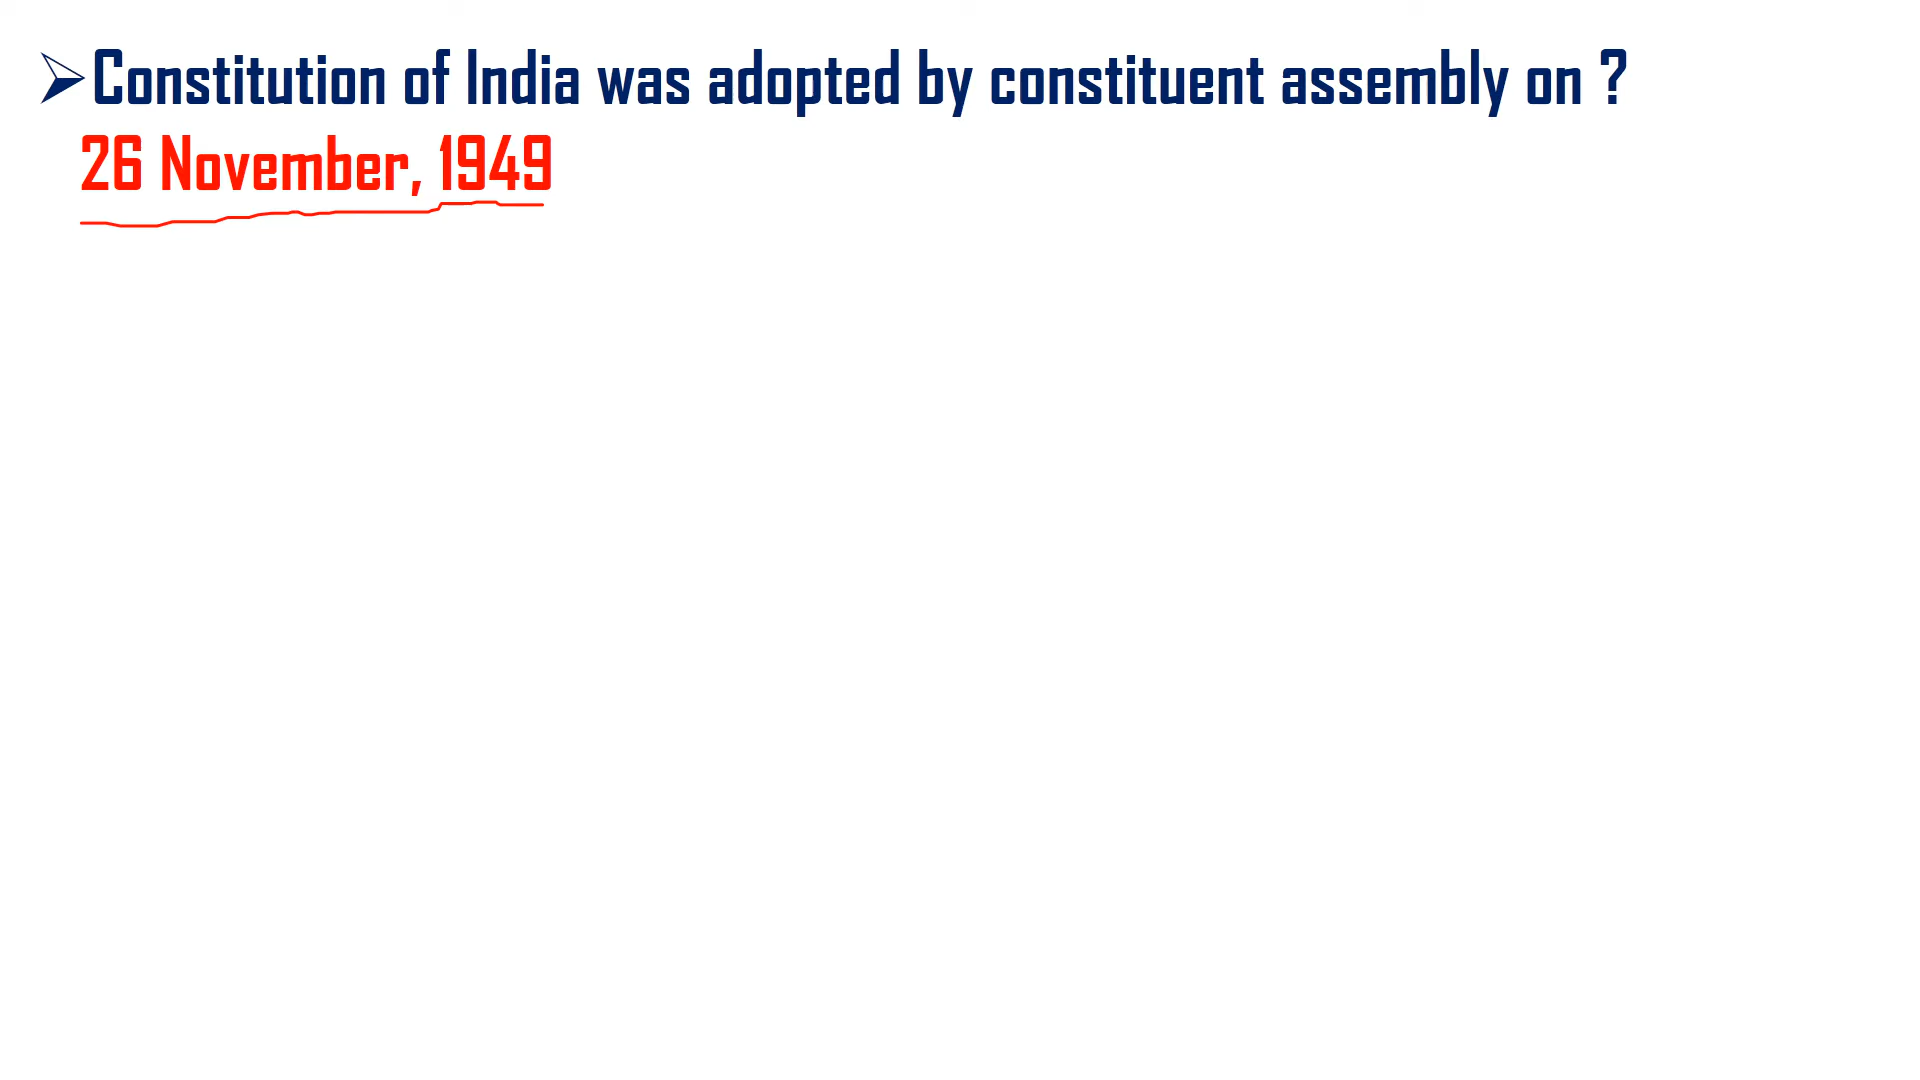 ➢Constitution of India was adopted by constituent assembly on ?
26 November, 1949